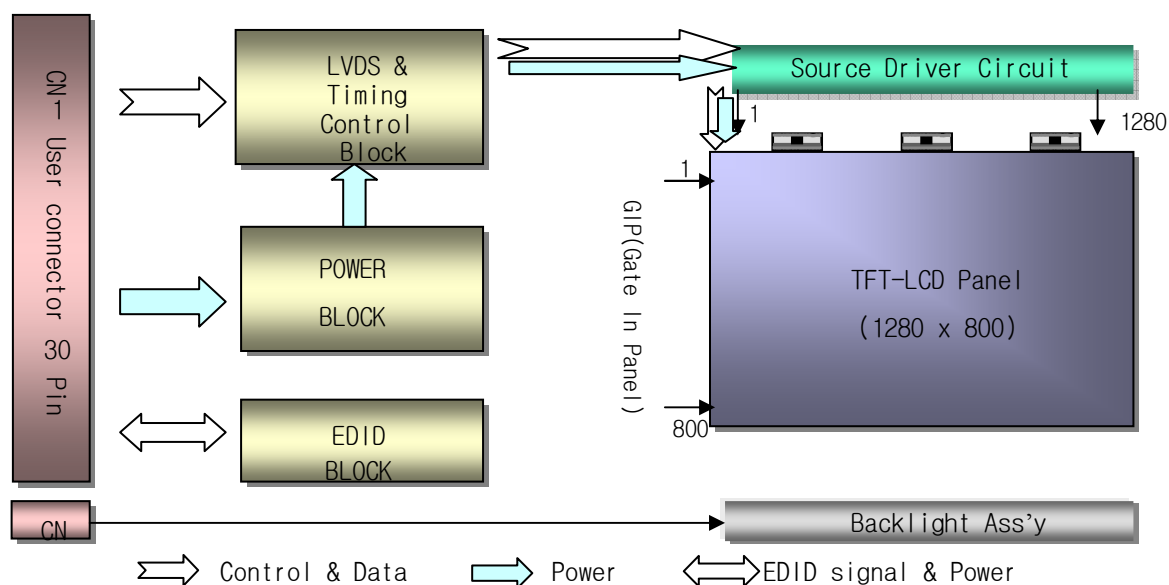 CN-1 User connector 30 Pin
LVDS &
Timing
Control
Block
POWER
BLOCK
EDID
BLOCK
Source Driver Circuit
1
1280
1
GIP(Gate In Panel)
800
TFT-LCD Panel
(1280 x 800)
CN
Backlight Ass'y
Control & Data
Power
EDID signal & Power